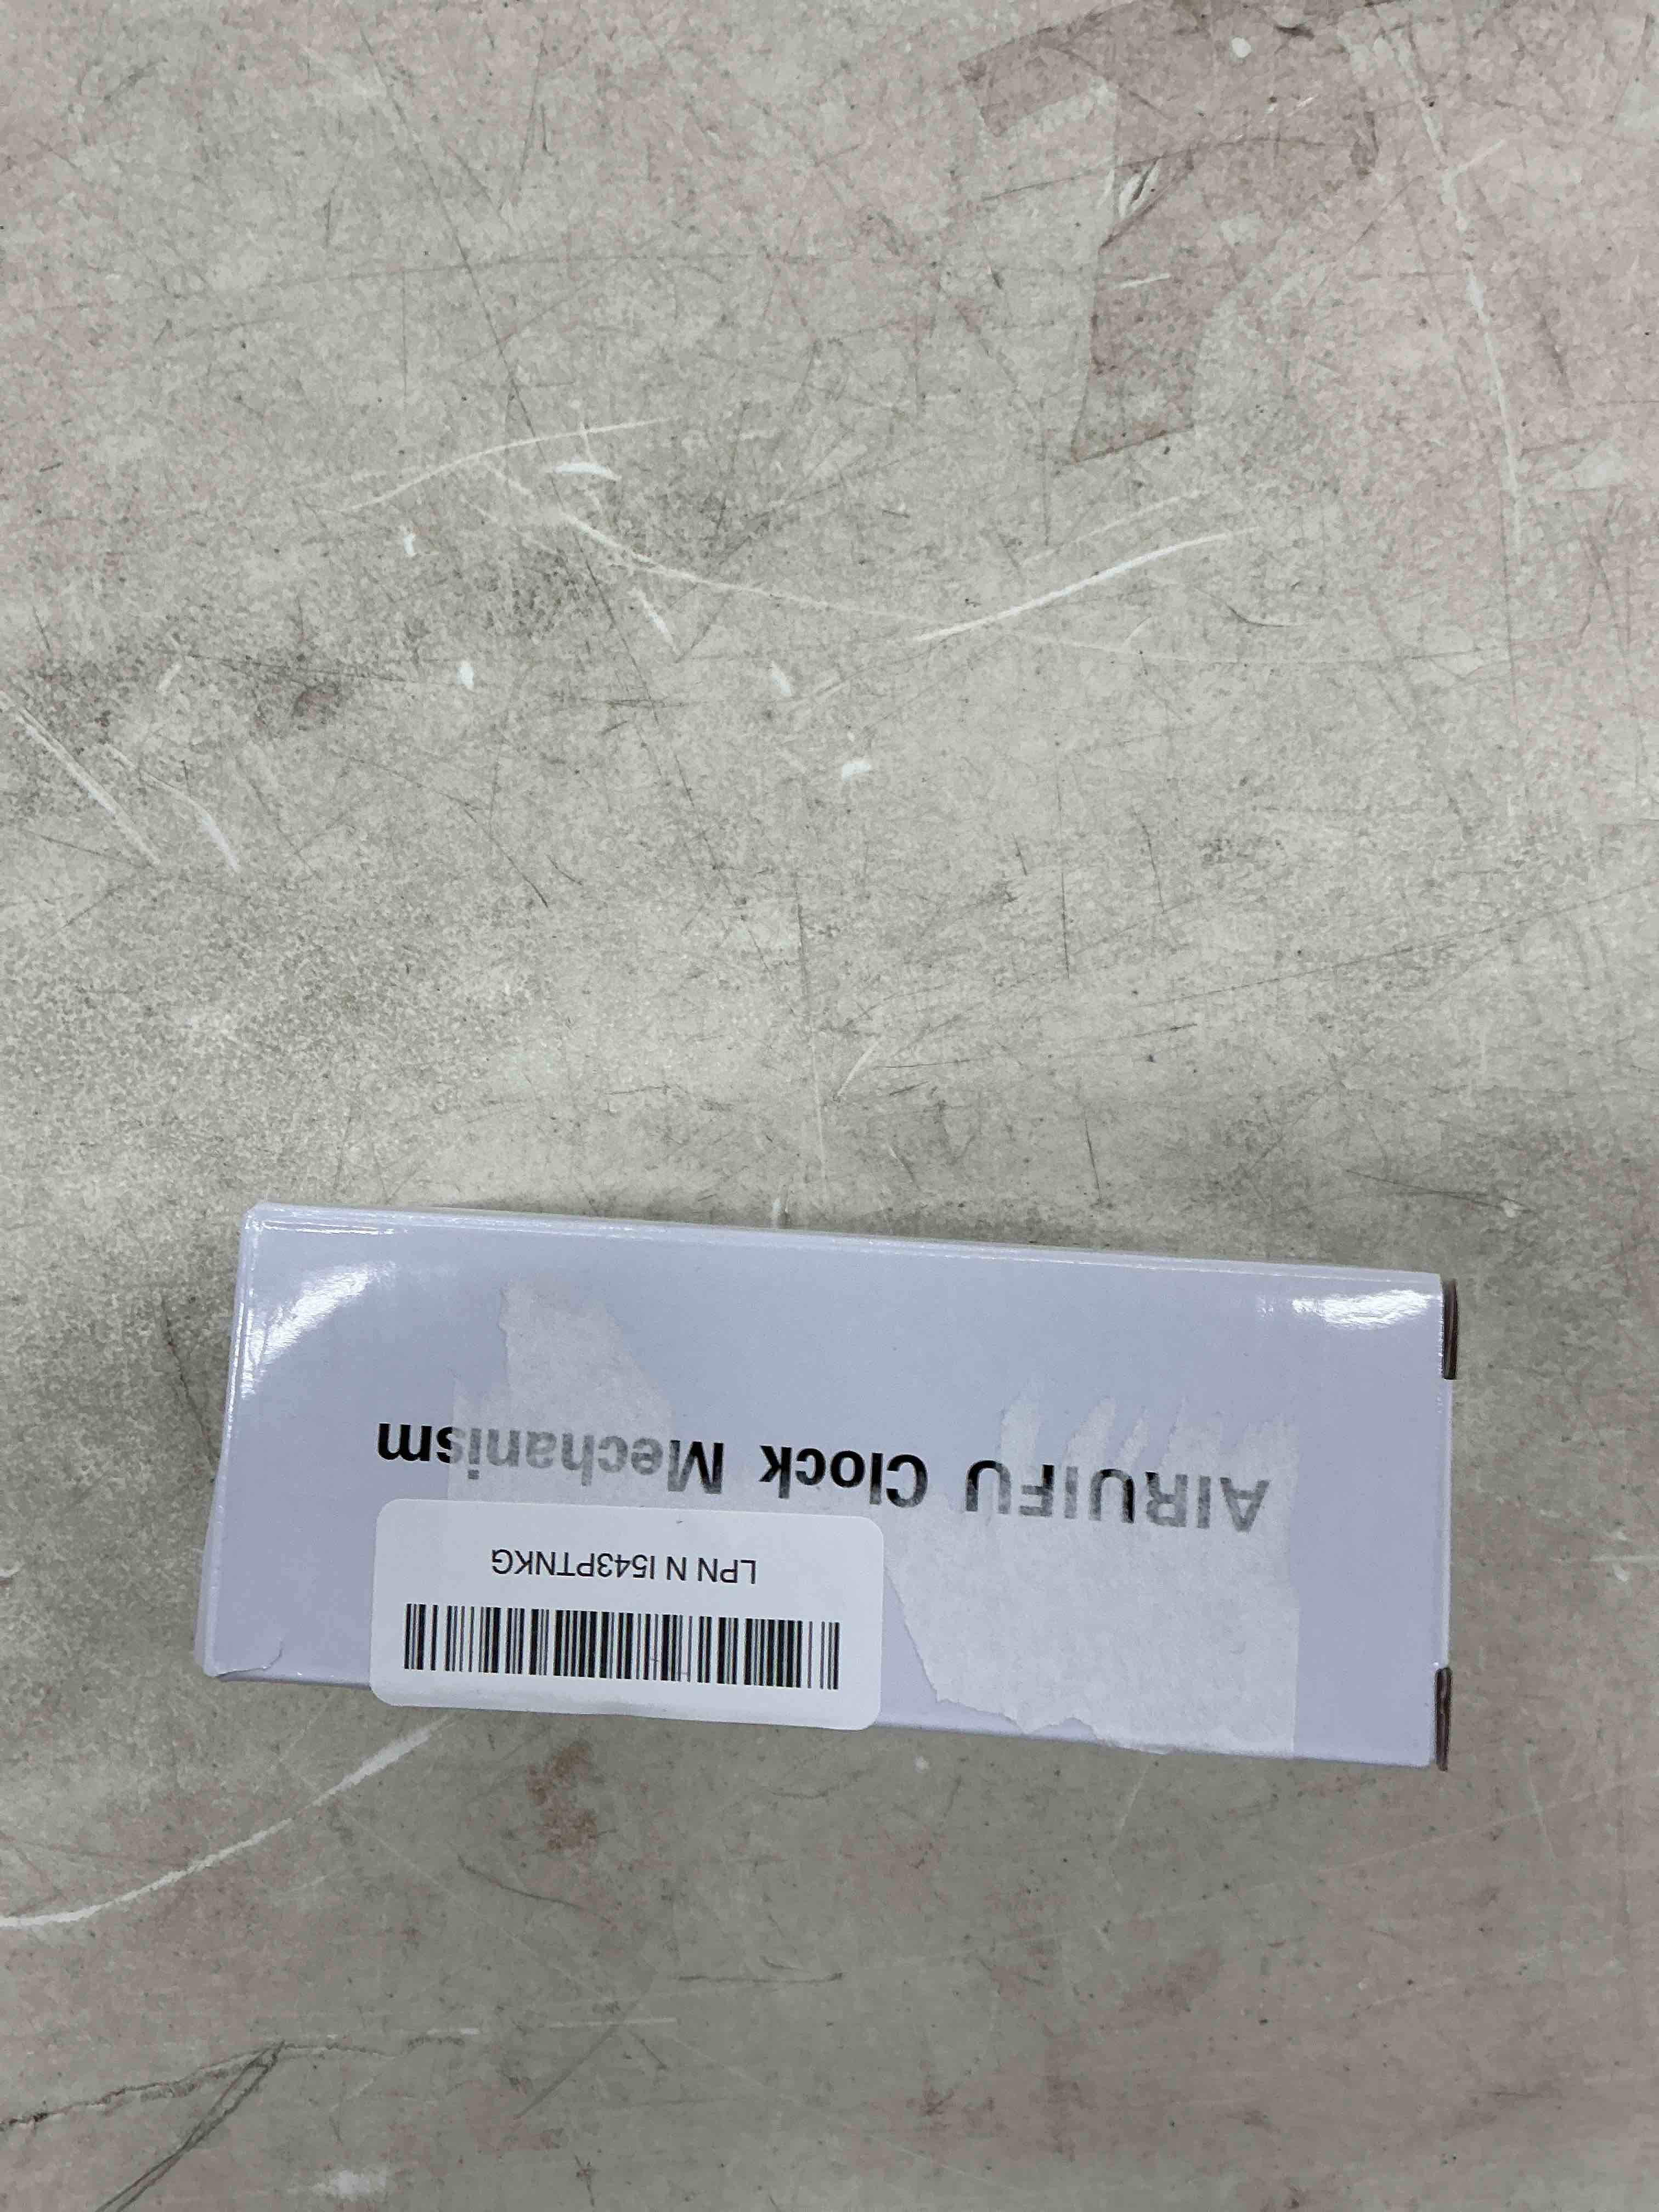 AIRUIFU Clock Mechanism
LPN N I543PTNKG